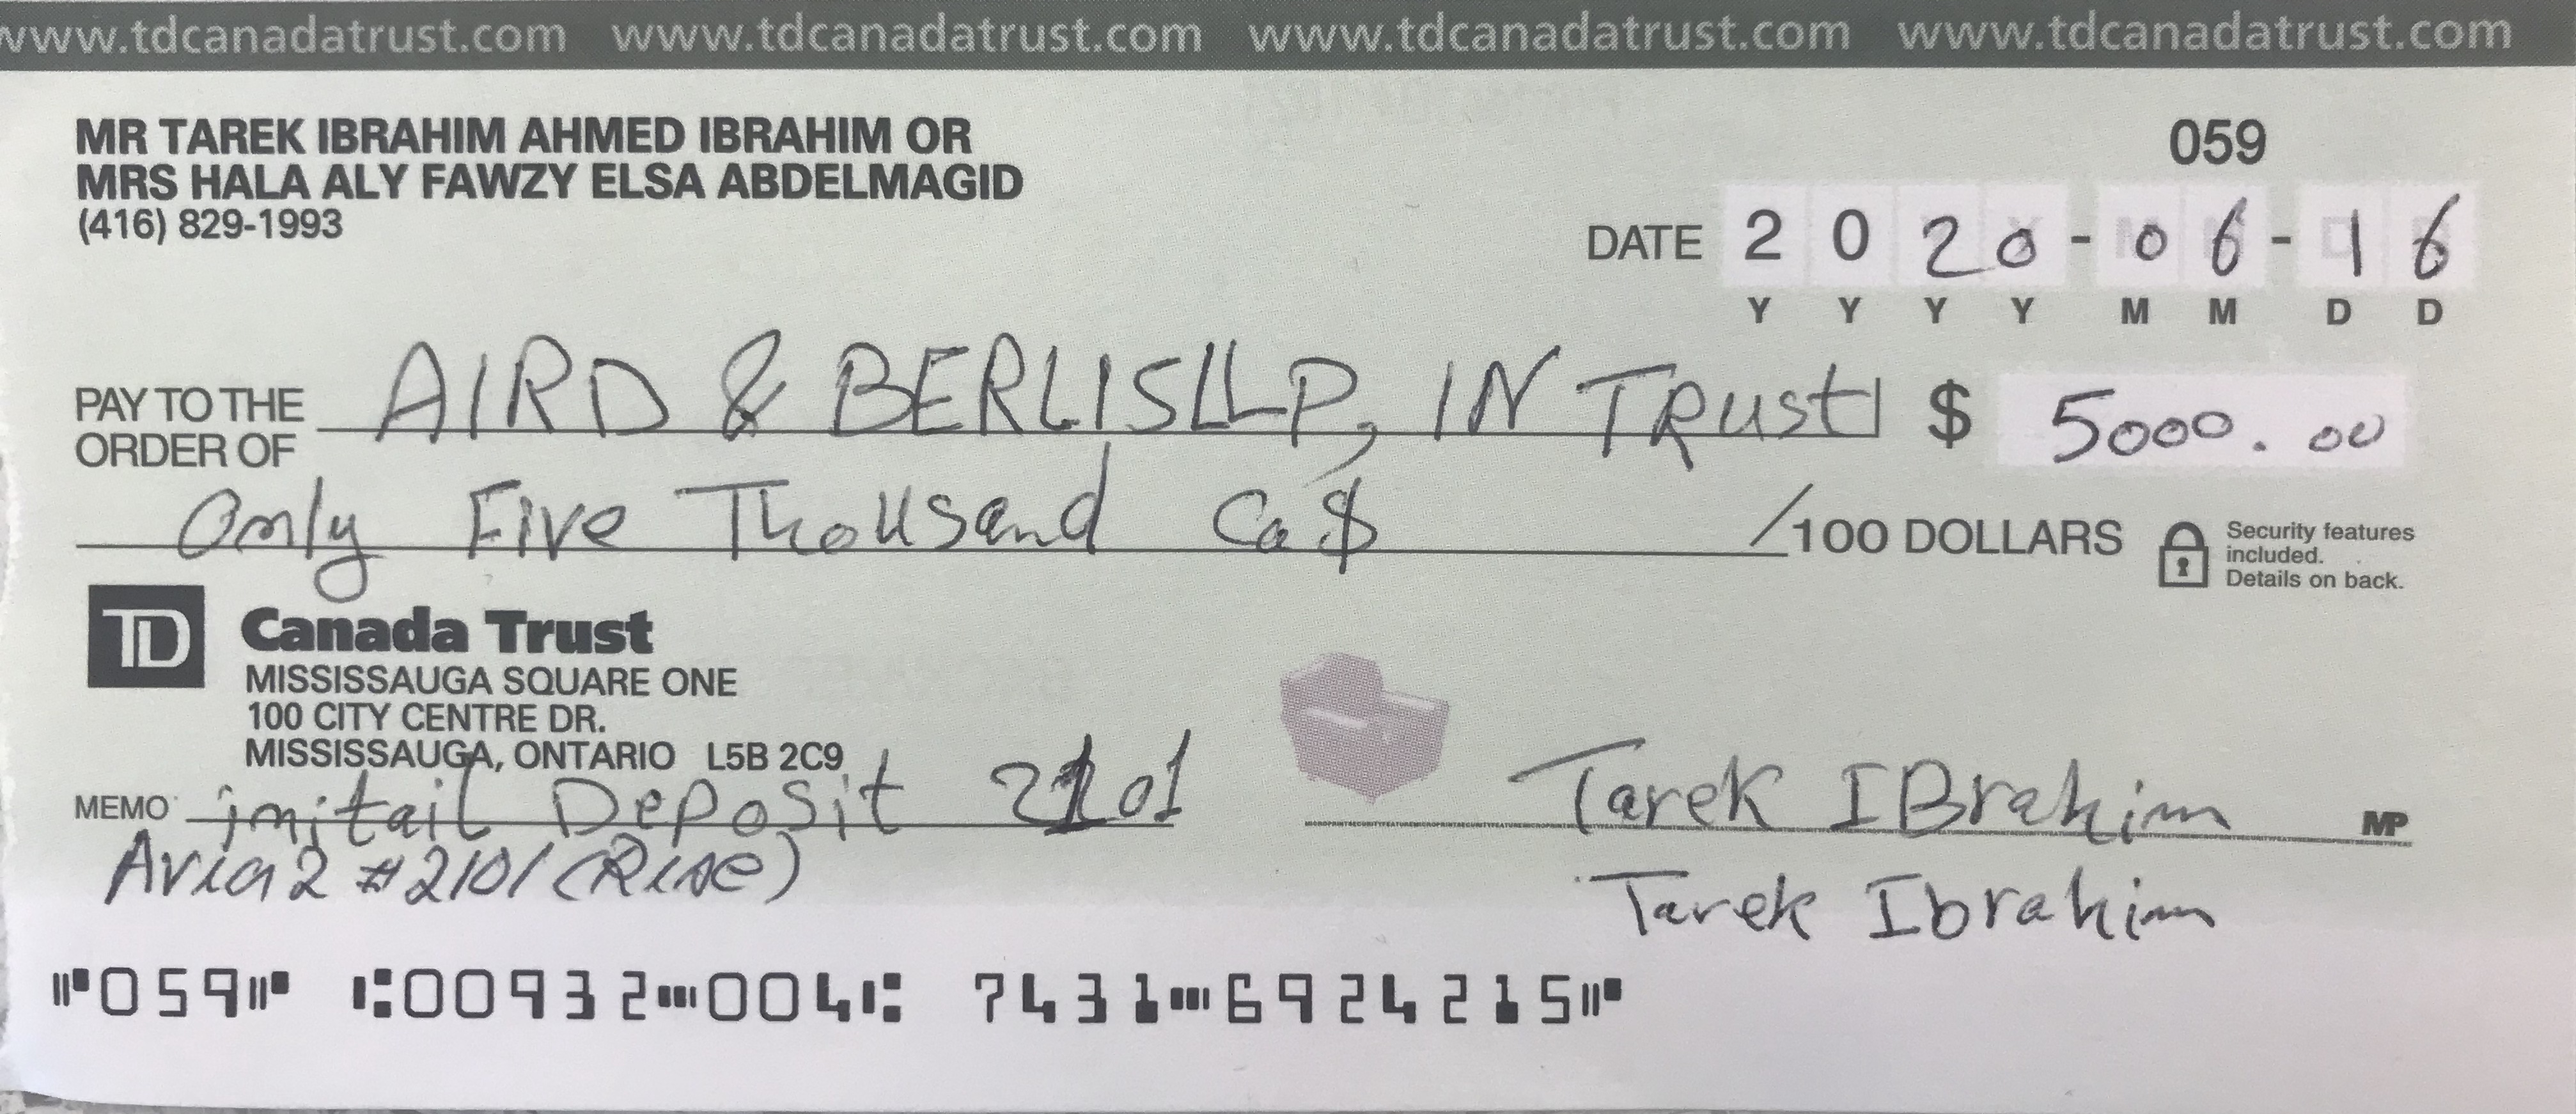 www.tdcanadatrust.com www.tdcanadatrust.com www.tdcanadatrust.com www.tdcanadatrust.com
MR TAREK IBRAHIM AHMED IBRAHIM OR
MRS HALA ALY FAWZY ELSA ABDELMAGID
(416) 829-1993
059
DATE 2020-06-16
Y Y Y Y M M D D
PAY TO THE ORDER OF AIRD & BERLISLLP, IN TRust $ 5000.00
Only Five Thousand Ca$ /100 DOLLARS
Security features
included.
Details on back.
TD Canada Trust
MISSISSAUGA SQUARE ONE
100 CITY CENTRE DR.
MISSISSAUGA, ONTARIO L5B 2C9
MEMO initail Deposit 2101
Tarek IBrahim MP
Avia 2 #2101 (Rise)
Tarek Ibrahim
⑈059⑈ ⑆00932⑉004⑆ 7431⑉6924215⑈